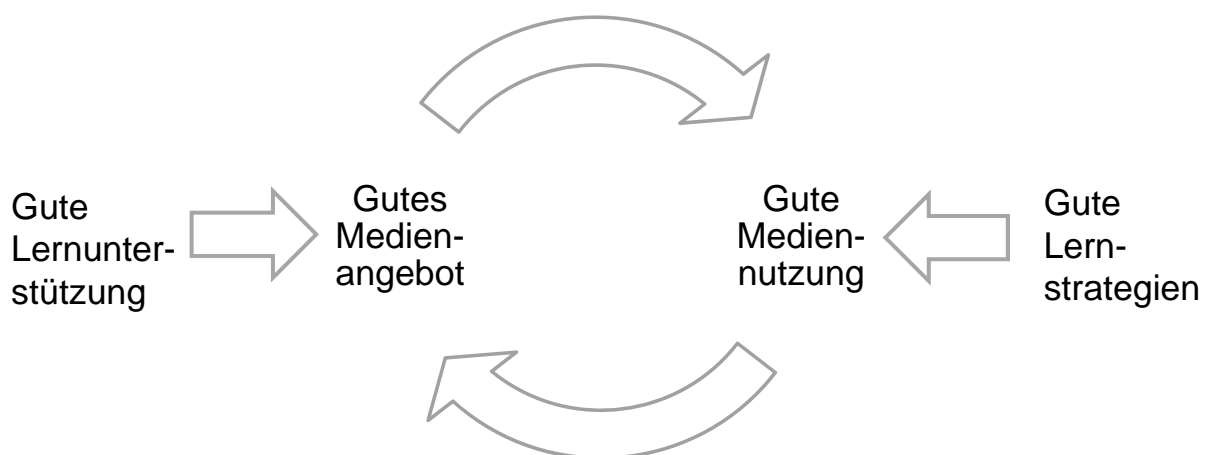 Gute
Lernunter-
stützung
Gutes
Medien-
angebot
Gute
Medien-
nutzung
Gute
Lern-
strategien